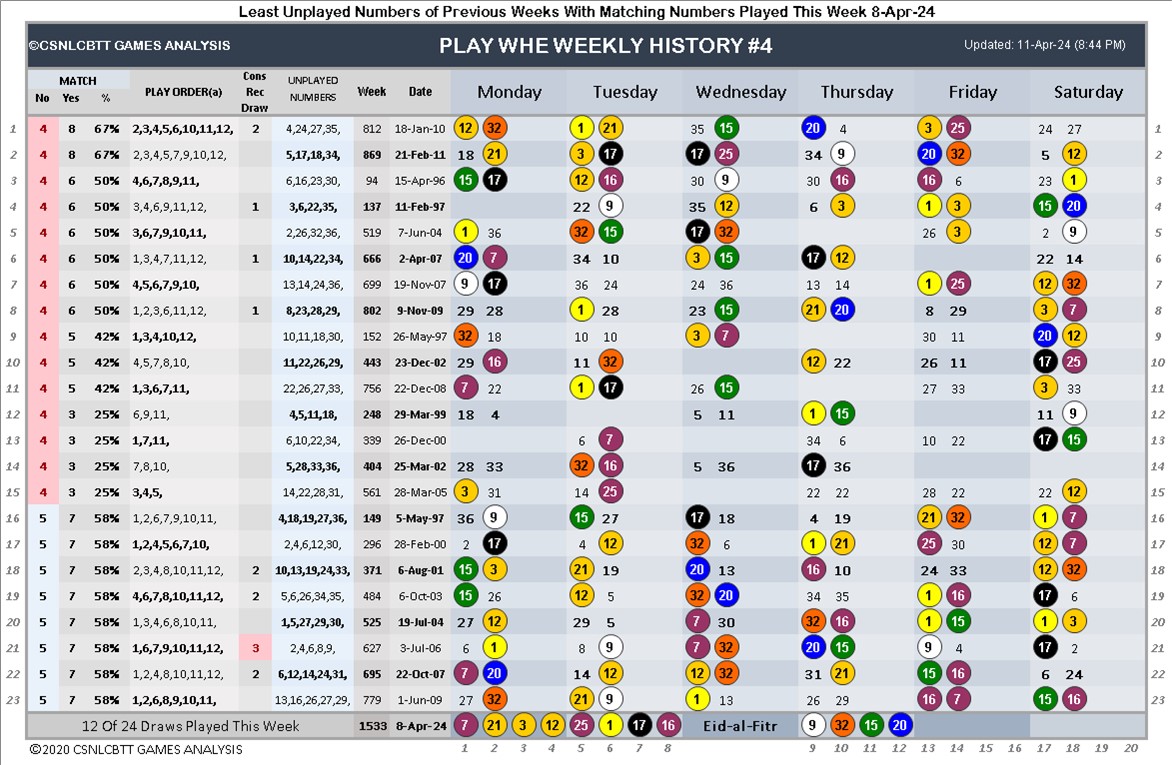 Least Unplayed Numbers of Previous Weeks With Matching Numbers Played This Week 8-Apr-24
©CSNLCBTT GAMES ANALYSIS PLAY WHE WEEKLY HISTORY #4 Updated: 11-Apr-24 (8:44 PM)
MATCH PLAY ORDER(a) Cons Rec Draw UNPLAYED NUMBERS Week Date Monday Tuesday Wednesday Thursday Friday Saturday
No Yes %
1 4 8 67% 2,3,4,5,6,10,11,12, 2 4,24,27,35, 812 18-Jan-10 12 32 1 21 35 15 20 4 3 25 24 27 1
2 4 8 67% 2,3,4,5,7,9,10,12, 5,17,18,34, 869 21-Feb-11 18 21 3 17 17 25 34 9 20 32 5 12 2
3 4 6 50% 4,6,7,8,9,11, 6,16,23,30, 94 15-Apr-96 15 17 12 16 30 9 30 16 16 6 23 1 3
4 4 6 50% 3,4,6,9,11,12, 1 3,6,22,35, 137 11-Feb-97 22 9 35 12 6 3 1 3 15 20 4
5 4 6 50% 3,6,7,9,10,11, 2,26,32,36, 519 7-Jun-04 1 36 32 15 17 32 26 3 2 9 5
6 4 6 50% 1,3,4,7,11,12, 1 10,14,22,34, 666 2-Apr-07 20 7 34 10 3 15 17 12 22 14 6
7 4 6 50% 4,5,6,7,9,10, 13,14,24,36, 699 19-Nov-07 9 17 36 24 24 36 13 14 1 25 12 32 7
8 4 6 50% 1,2,3,6,11,12, 1 8,23,28,29, 802 9-Nov-09 29 28 1 28 23 15 21 20 8 29 3 7 8
9 4 5 42% 1,3,4,10,12, 10,11,18,30, 152 26-May-97 32 18 10 10 3 7 30 11 20 12 9
10 4 5 42% 4,5,7,8,10, 11,22,26,29, 443 23-Dec-02 29 16 11 32 12 22 26 11 17 25 10
11 4 5 42% 1,3,6,7,11, 22,26,27,33, 756 22-Dec-08 7 22 1 17 26 15 27 33 3 33 11
12 4 3 25% 6,9,11, 4,5,11,18, 248 29-Mar-99 18 4 5 11 1 15 11 9 12
13 4 3 25% 1,7,11, 6,10,22,34, 339 26-Dec-00 6 7 34 6 10 22 17 15 13
14 4 3 25% 7,8,10, 5,28,33,36, 404 25-Mar-02 28 33 32 16 5 36 17 36 14
15 4 3 25% 3,4,5, 14,22,28,31, 561 28-Mar-05 3 31 14 25 22 22 28 22 22 12 15
16 5 7 58% 1,2,6,7,9,10,11, 4,18,19,27,36, 149 5-May-97 36 9 15 27 17 18 4 19 21 32 1 7 16
17 5 7 58% 1,2,4,5,6,7,10, 2,4,6,12,30, 296 28-Feb-00 2 17 4 12 32 6 1 21 25 30 12 7 17
18 5 7 58% 2,3,4,8,10,11,12, 2 10,13,19,24,33, 371 6-Aug-01 15 3 21 19 20 13 16 10 24 33 12 32 18
19 5 7 58% 4,6,7,8,10,11,12, 2 5,6,26,34,35, 484 6-Oct-03 15 26 12 5 32 20 34 35 1 16 17 6 19
20 5 7 58% 1,3,4,6,8,10,11, 1,5,27,29,30, 525 19-Jul-04 27 12 29 5 7 30 32 16 1 15 1 3 20
21 5 7 58% 1,6,7,9,10,11,12, 3 2,4,6,8,9, 627 3-Jul-06 6 1 8 9 7 32 20 15 9 4 17 2 21
22 5 7 58% 1,2,4,8,10,11,12, 2 6,12,14,24,31, 695 22-Oct-07 7 20 14 12 12 32 31 21 15 16 6 24 22
23 5 7 58% 1,2,6,8,9,10,11, 13,16,26,27,29, 779 1-Jun-09 27 32 21 9 1 13 26 29 16 7 15 16 23
12 Of 24 Draws Played This Week 1533 8-Apr-24 7 21 3 12 25 1 17 16 Eid-al-Fitr 9 32 15 20
©2020 CSNLCBTT GAMES ANALYSIS 1 2 3 4 5 6 7 8 9 10 11 12 13 14 15 16 17 18 19 20